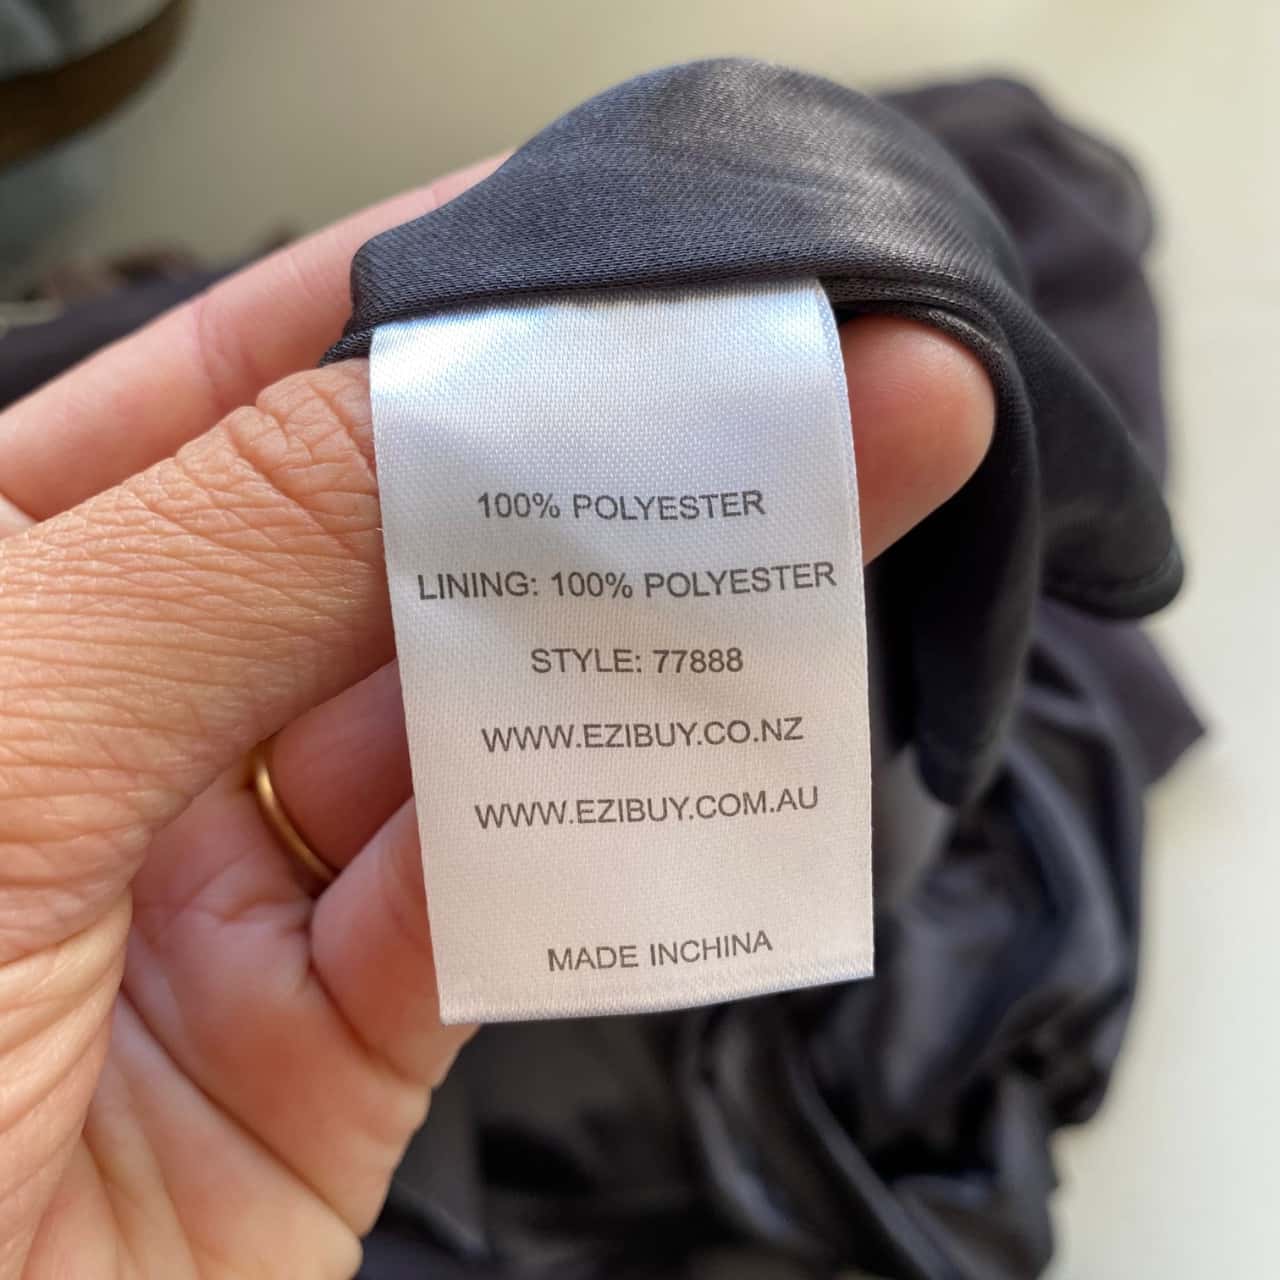 100% POLYESTER
LINING: 100% POLYESTER
STYLE: 77888
WWW.EZIBUY.CO.NZ
WWW.EZIBUY.COM.AU
MADE INCHINA